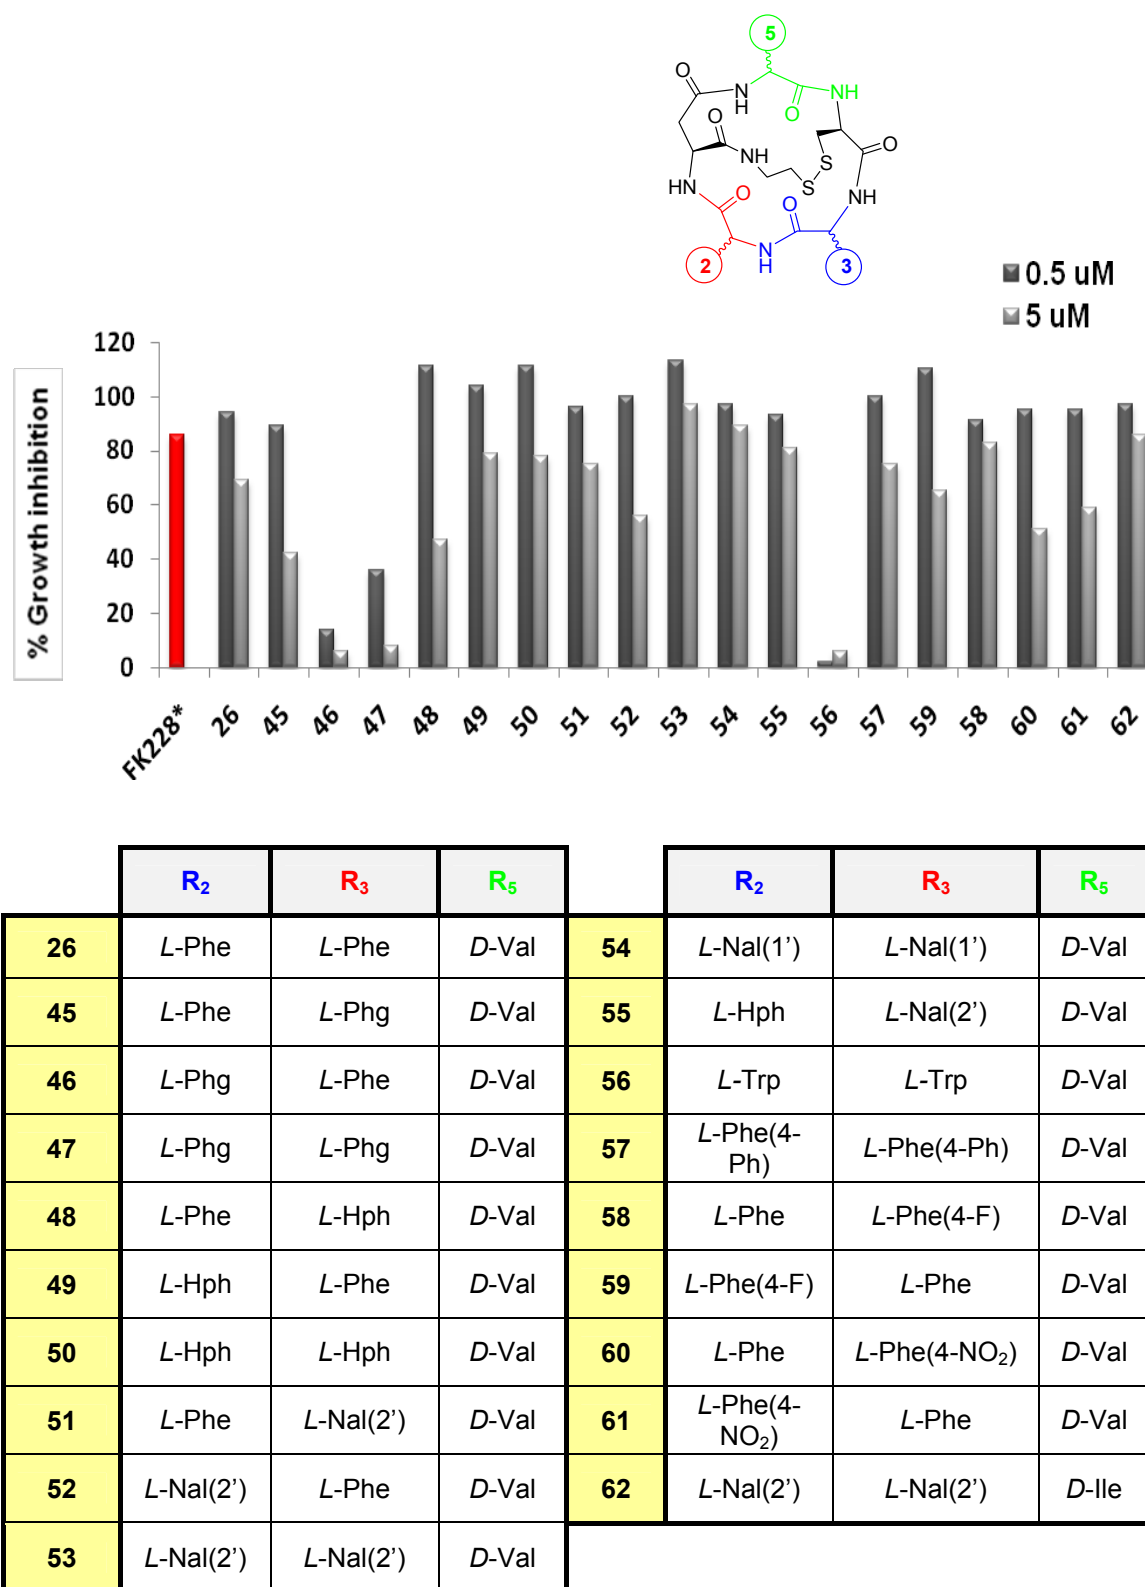 5
O
N
H
O
NH
O
O
NH
S
S
O
HN
O
O
NH
N
H
2
3
0.5 uM
5 uM
% Growth inhibition
120
100
80
60
40
20
0
FK228* 26 45 46 47 48 49 50 51 52 53 54 55 56 57 59 58 60 61 62
R2 R3 R5 R2 R3 R5
26 L-Phe L-Phe D-Val 54 L-Nal(1’) L-Nal(1’) D-Val
45 L-Phe L-Phg D-Val 55 L-Hph L-Nal(2’) D-Val
46 L-Phg L-Phe D-Val 56 L-Trp L-Trp D-Val
47 L-Phg L-Phg D-Val 57 L-Phe(4-
Ph) L-Phe(4-Ph) D-Val
48 L-Phe L-Hph D-Val 58 L-Phe L-Phe(4-F) D-Val
49 L-Hph L-Phe D-Val 59 L-Phe(4-F) L-Phe D-Val
50 L-Hph L-Hph D-Val 60 L-Phe L-Phe(4-NO2) D-Val
51 L-Phe L-Nal(2’) D-Val 61 L-Phe(4-
NO2) L-Phe D-Val
52 L-Nal(2’) L-Phe D-Val 62 L-Nal(2’) L-Nal(2’) D-Ile
53 L-Nal(2’) L-Nal(2’) D-Val